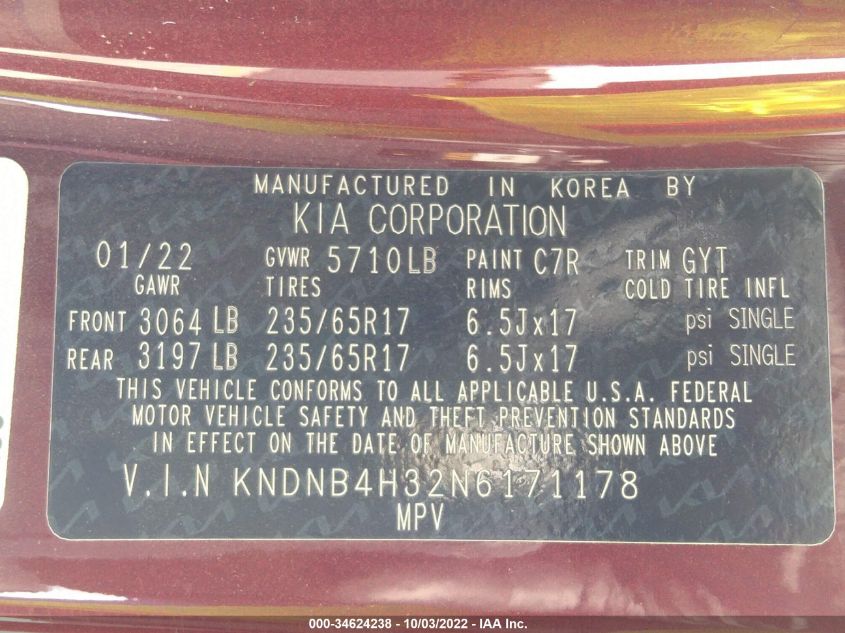 MANUFACTURED IN KOREA BY
KIA CORPORATION
01/22 GVWR 5710LB PAINT C7R TRIM GYT
GAWR TIRES RIMS COLD TIRE INFL
FRONT 3064 LB 235/65R17 6.5Jx17 psi SINGLE
REAR 3197 LB 235/65R17 6.5Jx17 psi SINGLE
THIS VEHICLE CONFORMS TO ALL APPLICABLE U.S.A. FEDERAL
MOTOR VEHICLE SAFETY AND THEFT PREVENTION STANDARDS
IN EFFECT ON THE DATE OF MANUFACTURE SHOWN ABOVE
V.I.N KNDNB4H32N6171178
MPV
000-34624238 - 10/03/2022 - IAA Inc.